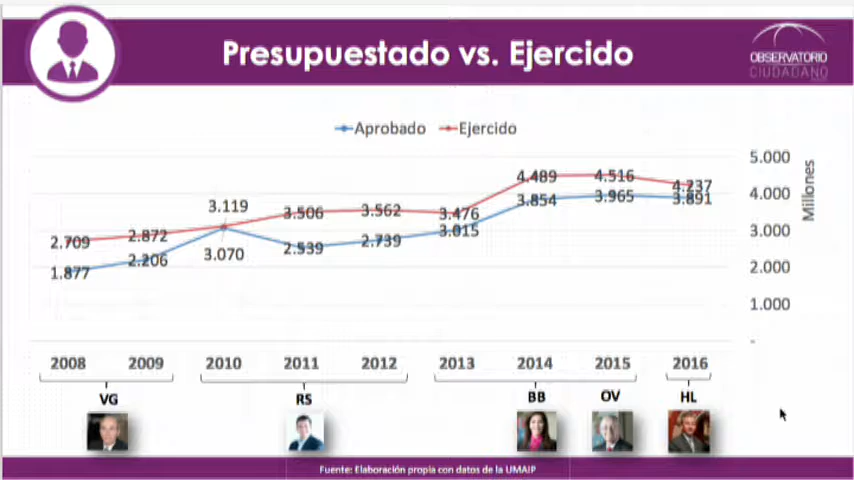 Presupuestado vs. Ejercido
OBSERVATORIO
CIUDADANO
Aprobado Ejercido
5.000
4.000
3.000
2.000
1.000
-
Millones
2.709 2.872 3.119 3.506 3.562 3.476 4.489 4.516 4.237
1.877 2.206 3.070 2.539 2.739 3.015 3.854 3.965 3.891
2008 2009 2010 2011 2012 2013 2014 2015 2016
VG RS BB OV HL
Fuente: Elaboración propia con datos de la UMAIP